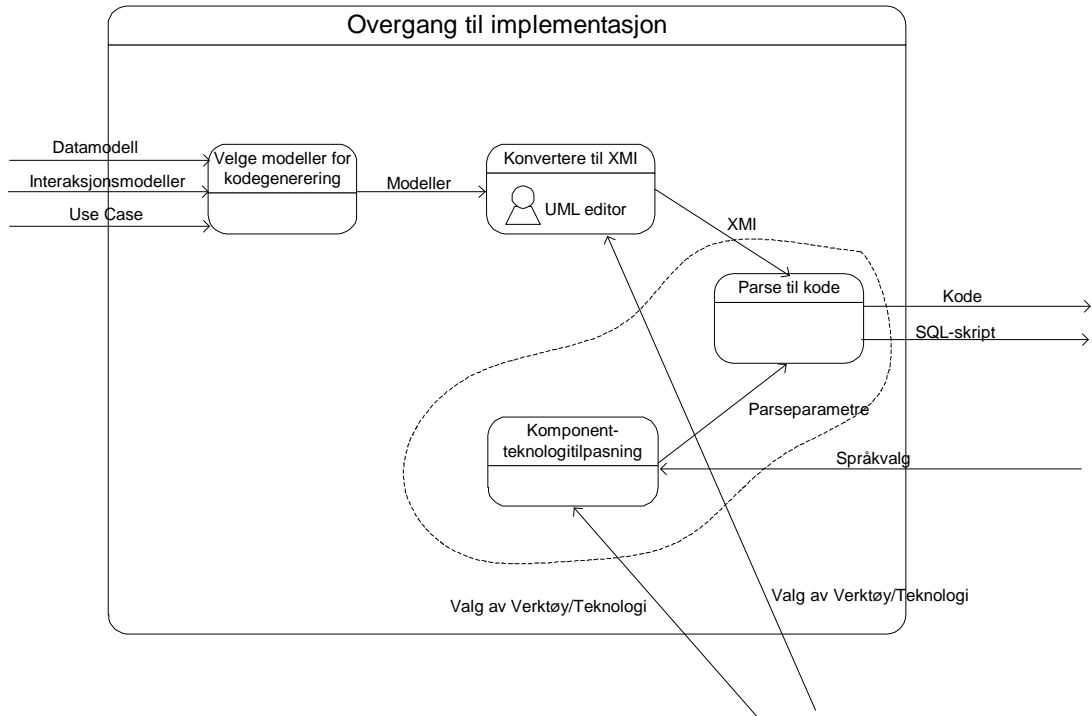 Overgang til implementasjon
Datamodell
Interaksjonsmodeller
Use Case
Velge modeller for
kodegenerering
Modeller
Konvertere til XMI
UML editor
XMI
Parse til kode
Kode
SQL-skript
Parseparametre
Komponent-
teknologitilpasning
Språkvalg
Valg av Verktøy/Teknologi
Valg av Verktøy/Teknologi